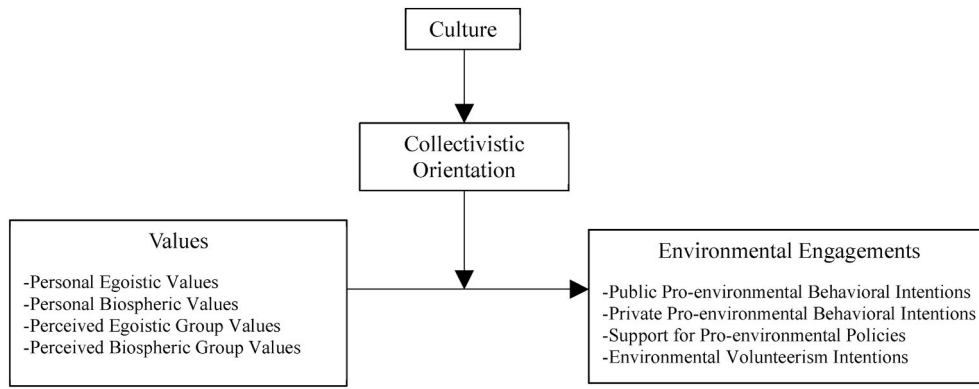 Culture
Collectivistic
Orientation
Values
-Personal Egoistic Values
-Personal Biospheric Values
-Perceived Egoistic Group Values
-Perceived Biospheric Group Values
Environmental Engagements
-Public Pro-environmental Behavioral Intentions
-Private Pro-environmental Behavioral Intentions
-Support for Pro-environmental Policies
-Environmental Volunteerism Intentions